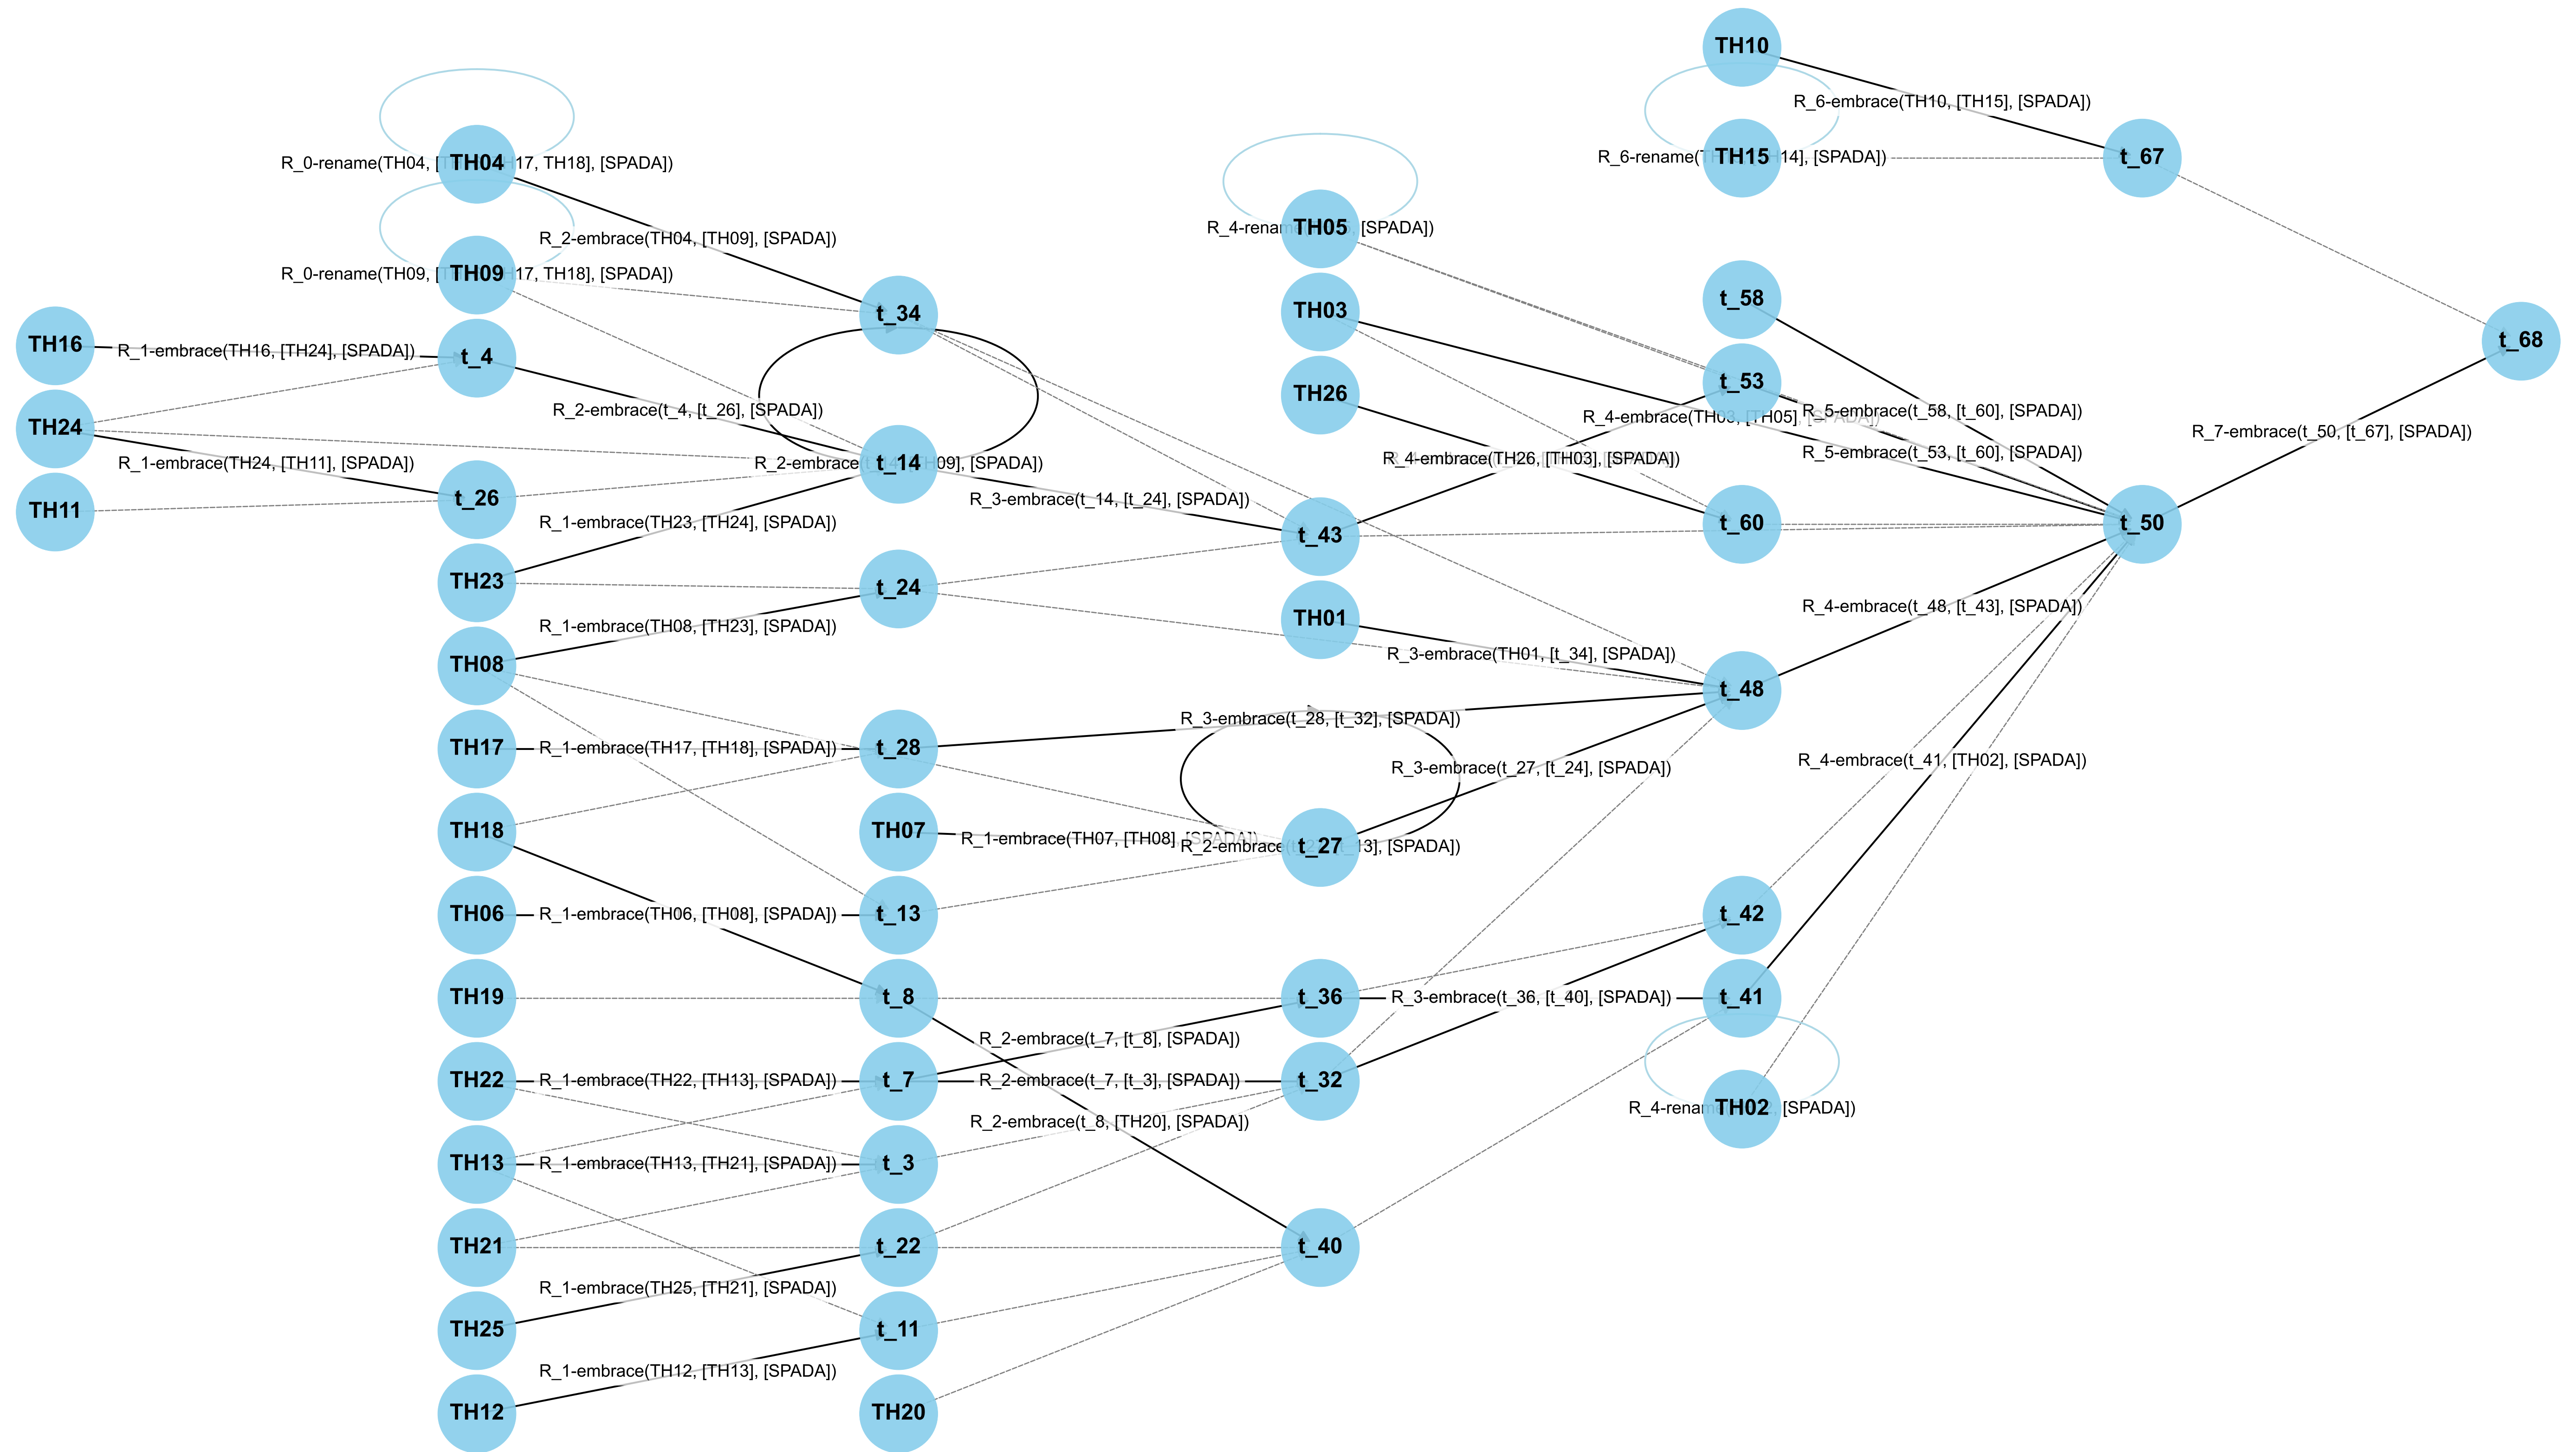 TH10
R_6-embrace(TH10, [TH15], [SPADA])
R_6-rename( TH15 H14], [SPADA])
t_67
R_0-rename(TH04, [ TH04 H17, TH18], [SPADA])
TH05
R_4-rename( [SPADA])
R_2-embrace(TH04, [TH09], [SPADA])
R_0-rename(TH09, [ TH09 H17, TH18], [SPADA])
t_58
TH03
t_34
TH16
R_1-embrace(TH16, [TH24], [SPADA])
t_4
t_68
t_53
TH26
R_2-embrace(t_4, [t_26], [SPADA])
R_4-embrace(TH03, [TH05], [SPADA])
R_5-embrace(t_58, [t_60], [SPADA])
TH24
R_7-embrace(t_50, [t_67], [SPADA])
R_5-embrace(t_53, [t_60], [SPADA])
R_1-embrace(TH24, [TH11], [SPADA])
R_2-embrace( t_14 TH09], [SPADA])
R_4-embrace(TH26, [TH03], [SPADA])
t_26
R_3-embrace(t_14, [t_24], [SPADA])
TH11
R_1-embrace(TH23, [TH24], [SPADA])
t_60
t_50
t_43
TH23
t_24
R_4-embrace(t_48, [t_43], [SPADA])
TH01
R_1-embrace(TH08, [TH23], [SPADA])
R_3-embrace(TH01, [t_34], [SPADA])
TH08
t_48
R_3-embrace(t_28, [t_32], [SPADA])
TH17
R_1-embrace(TH17, [TH18], [SPADA])
t_28
R_4-embrace(t_41, [TH02], [SPADA])
R_3-embrace(t_27, [t_24], [SPADA])
TH18
TH07
R_1-embrace(TH07, [TH08], [SPADA])
R_2-embrace( t_27 t_13], [SPADA])
TH06
R_1-embrace(TH06, [TH08], [SPADA])
t_13
t_42
TH19
t_8
t_36
R_3-embrace(t_36, [t_40], [SPADA])
t_41
R_2-embrace(t_7, [t_8], [SPADA])
TH22
R_1-embrace(TH22, [TH13], [SPADA])
t_7
R_2-embrace(t_7, [t_3], [SPADA])
t_32
R_4-rename( TH02 [SPADA])
R_2-embrace(t_8, [TH20], [SPADA])
TH13
R_1-embrace(TH13, [TH21], [SPADA])
t_3
TH21
t_22
t_40
R_1-embrace(TH25, [TH21], [SPADA])
TH25
t_11
R_1-embrace(TH12, [TH13], [SPADA])
TH12
TH20